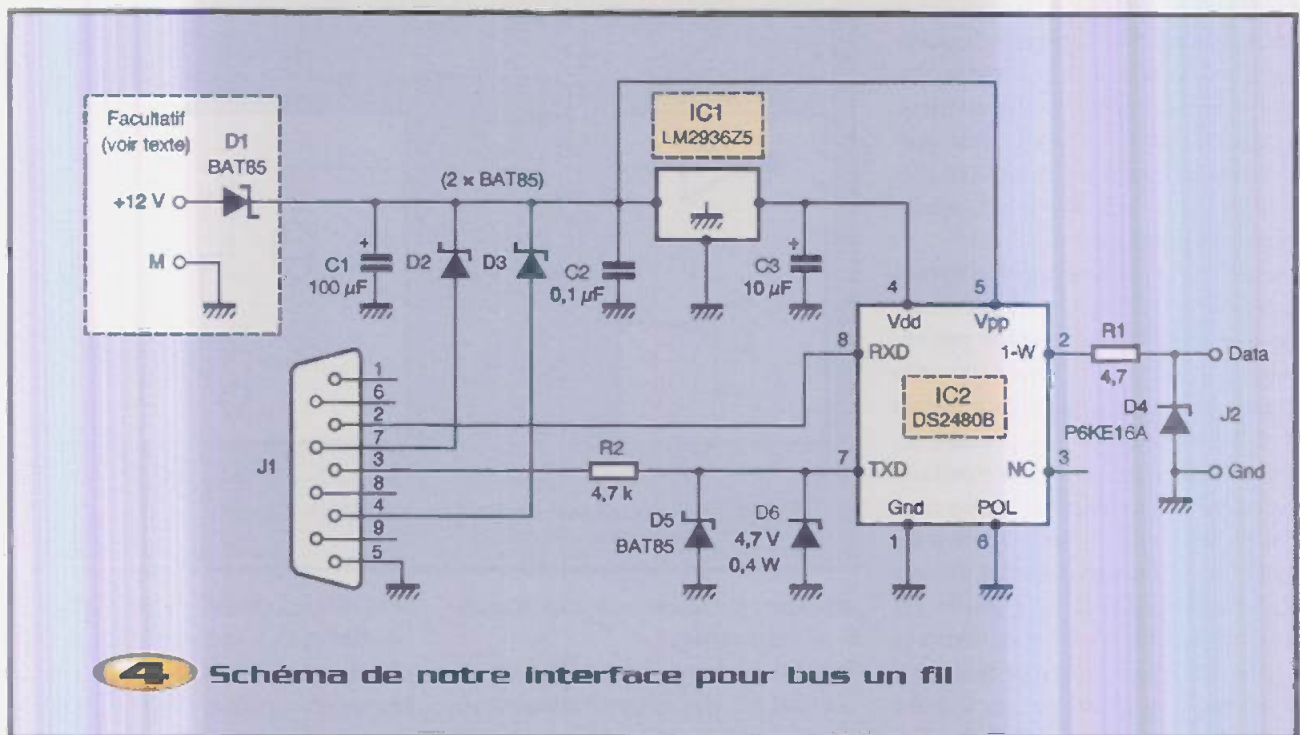 Facultatif
(voir texte)
D1
BAT85
+12 V
M
C1
100 µF
(2 x BAT85)
D2
D3
C2
0,1 µF
IC1
LM2936Z5
C3
10 µF
4
5
Vdd
Vpp
8
RXD
1-W
2
R1
4,7
Data
IC2
DS2480B
D4
P6KE16A
J2
7
TXD
NC
3
Gnd
Gnd
POL
1
6
J1
1
6
2
7
3
8
4
9
5
R2
4,7 k
D5
BAT85
D6
4,7 V
0,4 W
4 Schéma de notre interface pour bus un fil